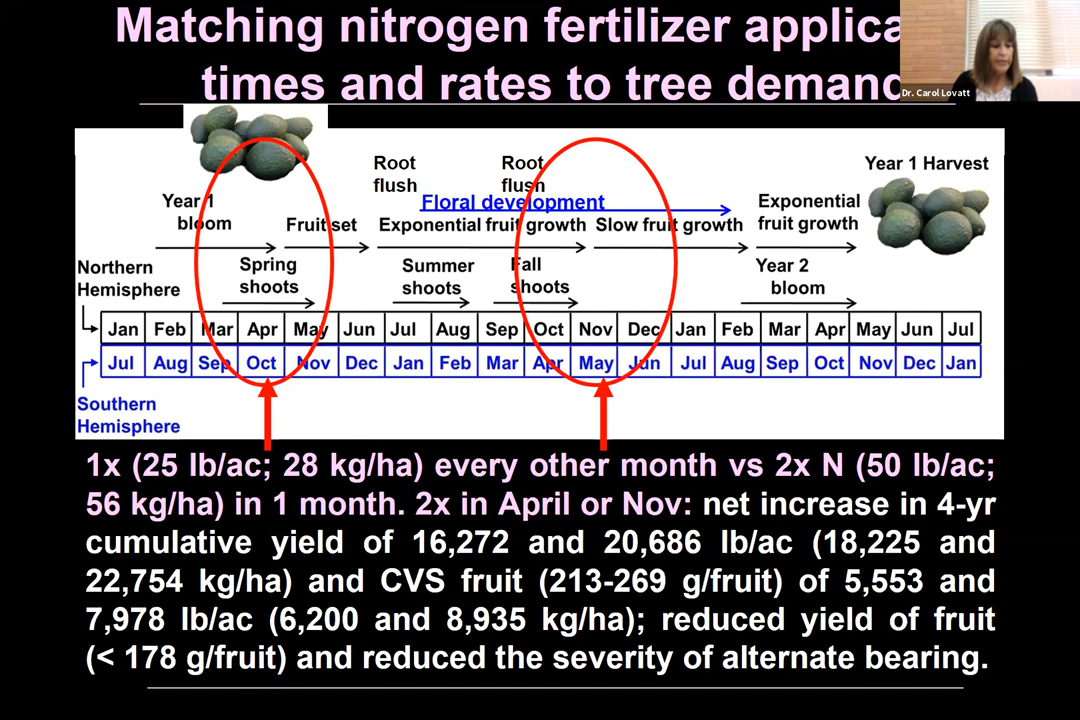 Matching nitrogen fertilizer applica
times and rates to tree demand
Dr. Carol Lovatt
Root
flush
Root
flush
Year 1 Harvest
Year 1
bloom
Floral development
Exponential
fruit growth
Fruit set
Exponential fruit growth
Slow fruit growth
Northern
Hemisphere
Spring
shoots
Summer
shoots
Fall
shoots
Year 2
bloom
Jan Feb Mar Apr May Jun Jul Aug Sep Oct Nov Dec Jan Feb Mar Apr May Jun Jul
Jul Aug Sep Oct Nov Dec Jan Feb Mar Apr May Jun Jul Aug Sep Oct Nov Dec Jan
Southern
Hemisphere
1x (25 lb/ac; 28 kg/ha) every other month vs 2x N (50 lb/ac;
56 kg/ha) in 1 month. 2x in April or Nov: net increase in 4-yr
cumulative yield of 16,272 and 20,686 lb/ac (18,225 and
22,754 kg/ha) and CVS fruit (213-269 g/fruit) of 5,553 and
7,978 lb/ac (6,200 and 8,935 kg/ha); reduced yield of fruit
(< 178 g/fruit) and reduced the severity of alternate bearing.